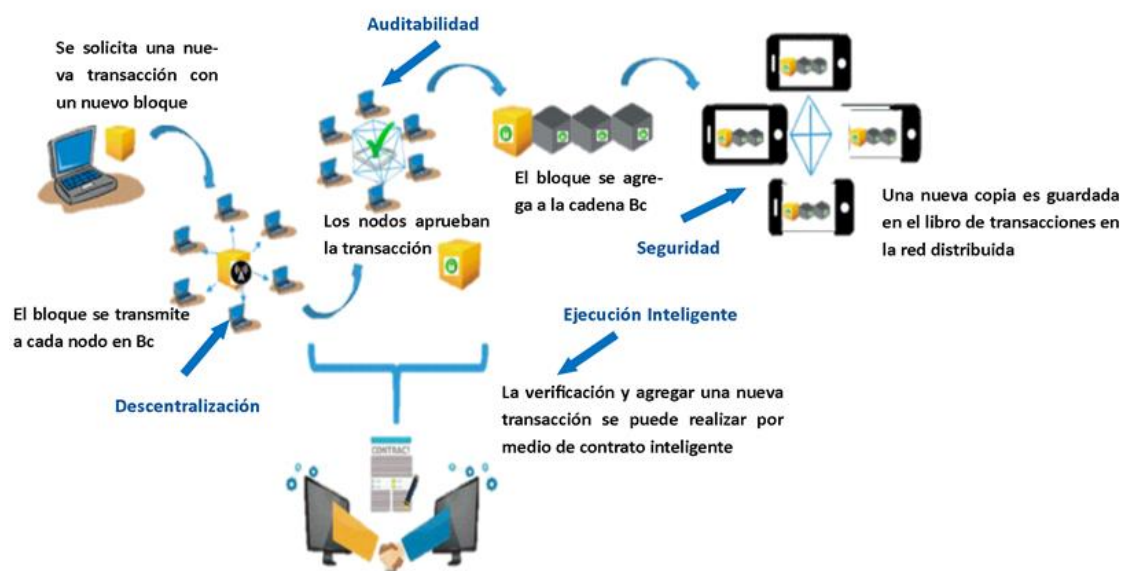 Auditabilidad
Se solicita una nue-
va transacción con
un nuevo bloque
Los nodos aprueban
la transacción
El bloque se agre-
ga a la cadena Bc
Una nueva copia es guardada
en el libro de transacciones en
la red distribuida
Seguridad
El bloque se transmite
a cada nodo en Bc
Descentralización
Ejecución Inteligente
La verificación y agregar una nueva
transacción se puede realizar por
medio de contrato inteligente
CONTRACT